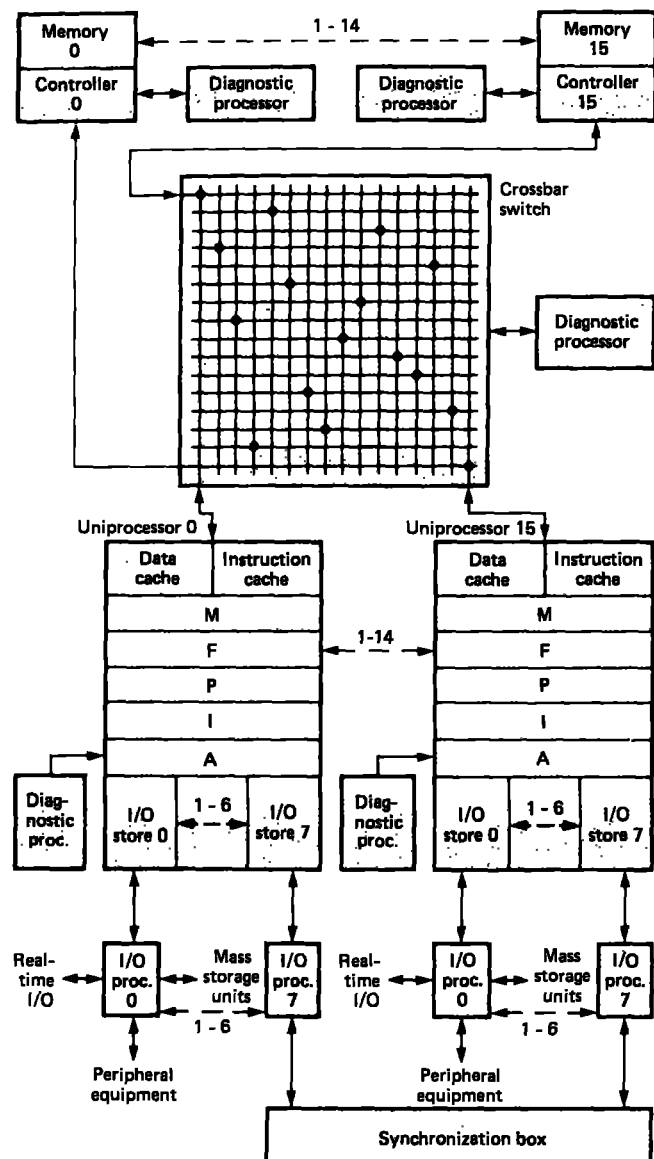 1 - 14
Memory
0
Memory
15
Controller
0
Diagnostic
processor
Diagnostic
processor
Controller
15
Crossbar
switch
Diagnostic
processor
Uniprocessor 0
Uniprocessor 15
Data
cache
Instruction
cache
Data
cache
Instruction
cache
M
M
F
1-14
F
P
P
I
I
A
A
Diag-
nostic
proc.
I/O
store 0
1 - 6
I/O
store 7
Diag-
nostic
proc.
I/O
store 0
1 - 6
I/O
store 7
Real-
time
I/O
I/O
proc.
0
Mass
storage
units
I/O
proc.
7
1 - 6
Real-
time
I/O
I/O
proc.
0
Mass
storage
units
I/O
proc.
7
1 - 6
Peripheral
equipment
Peripheral
equipment
Synchronization box